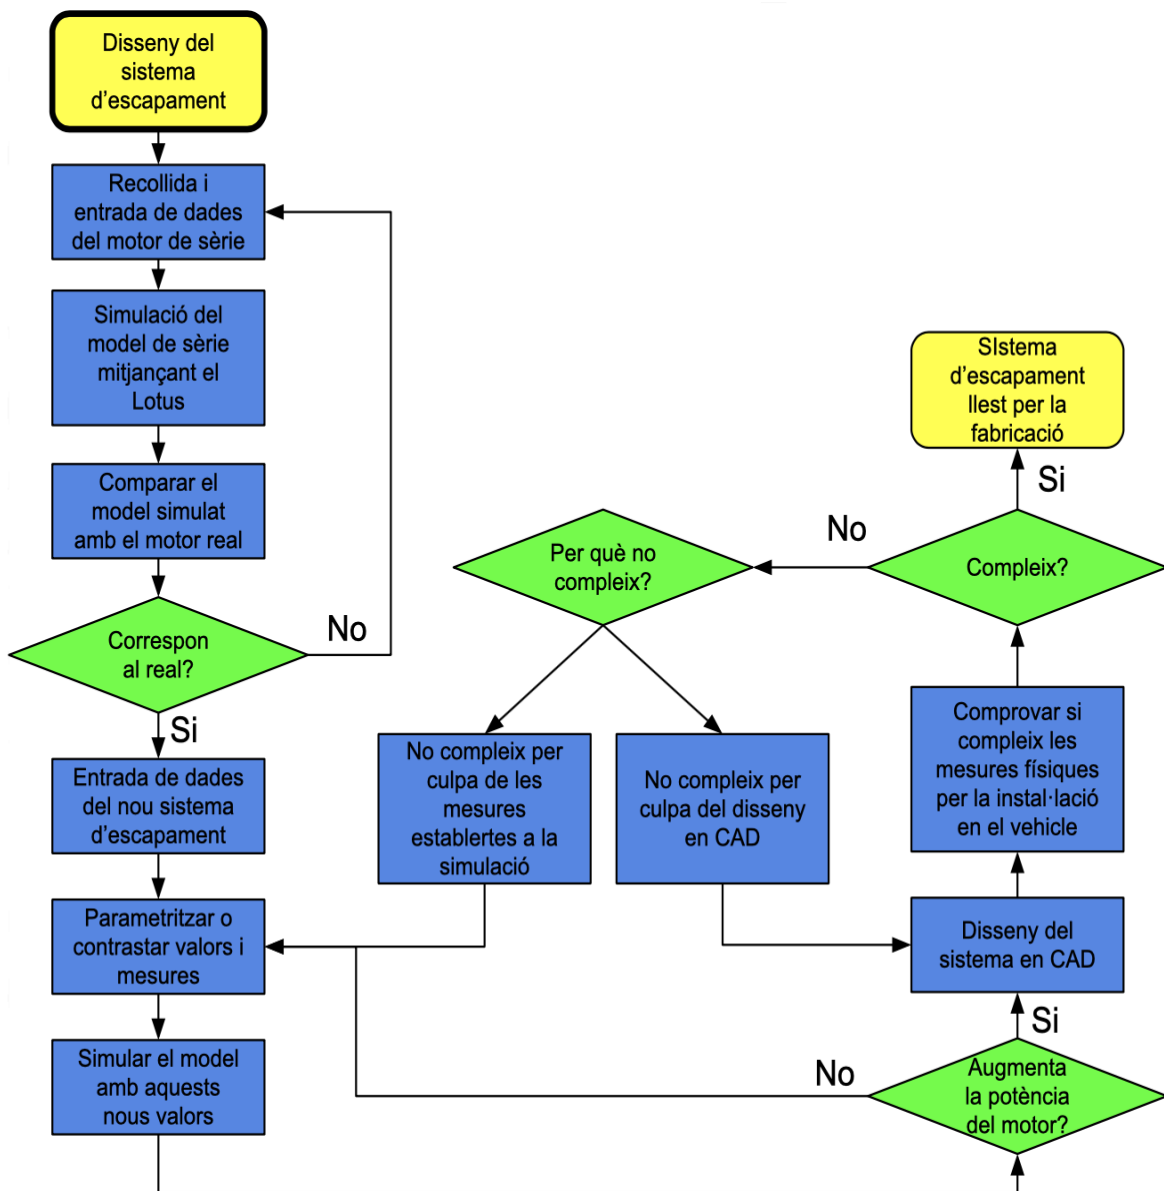 Disseny del
sistema
d'escapament
Recollida i
entrada de dades
del motor de sèrie
Simulació del
model de sèrie
mitjançant el
Lotus
Comparar el
model simulat
amb el motor real
Correspon
al real?
No
Si
Entrada de dades
del nou sistema
d'escapament
Parametritzar o
contrastar valors i
mesures
Simular el model
amb aquests
nous valors
Augmenta
la potència
del motor?
No
Si
Disseny del
sistema en CAD
Comprovar si
compleix les
mesures físiques
per la instal·lació
en el vehicle
Compleix?
No
Si
SIstema
d'escapament
llest per la
fabricació
Per què no
compleix?
No compleix per
culpa de les
mesures
establertes a la
simulació
No compleix per
culpa del disseny
en CAD